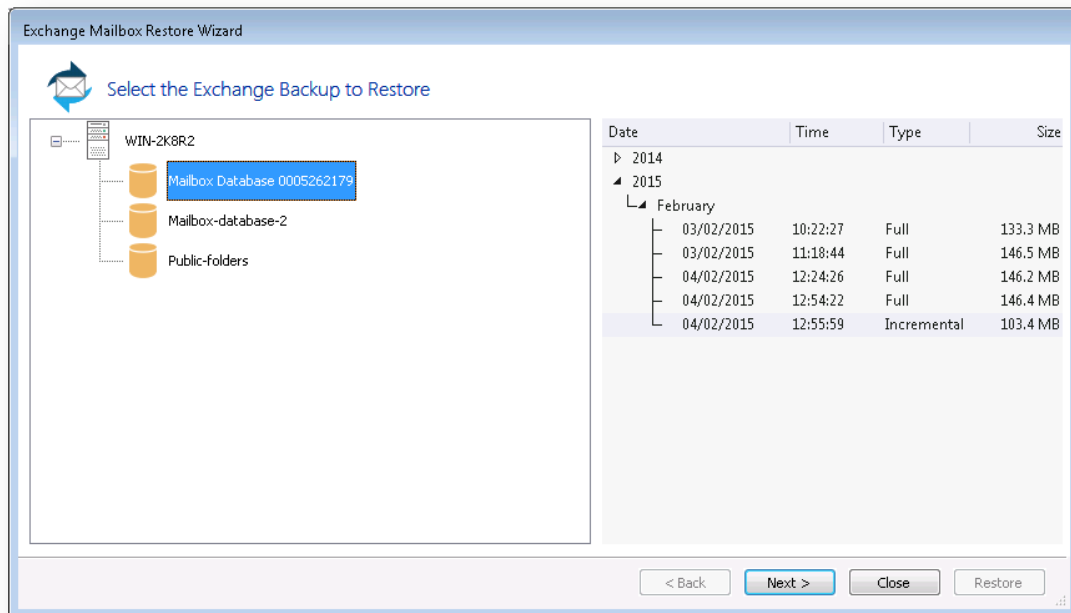 Exchange Mailbox Restore Wizard
Select the Exchange Backup to Restore
WIN-2K8R2
Mailbox Database 0005262179
Mailbox-database-2
Public-folders
Date Time Type Size
2014
2015
February
03/02/2015 10:22:27 Full 133.3 MB
03/02/2015 11:18:44 Full 146.5 MB
04/02/2015 12:24:26 Full 146.2 MB
04/02/2015 12:54:22 Full 146.4 MB
04/02/2015 12:55:59 Incremental 103.4 MB
< Back Next > Close Restore